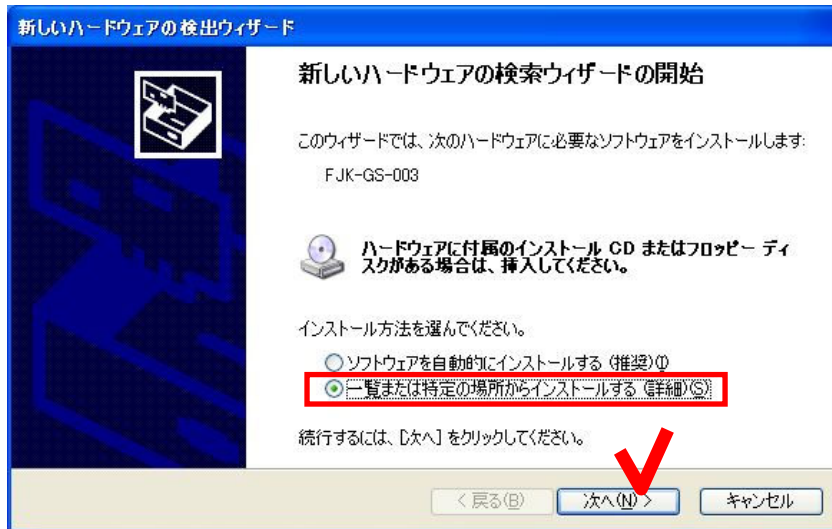 新しいハードウェアの検出ウィザード
新しいハードウェアの検索ウィザードの開始
このウィザードでは、次のハードウェアに必要なソフトウェアをインストールします:
FJK-GS-003
ハードウェアに付属のインストール CD またはフロッピー ディ
スクがある場合は、挿入してください。
インストール方法を選んでください。
ソフトウェアを自動的にインストールする (推奨)(I)
一覧または特定の場所からインストールする (詳細)(S)
続行するには、[次へ] をクリックしてください。
< 戻る(B) 次へ(N) > キャンセル